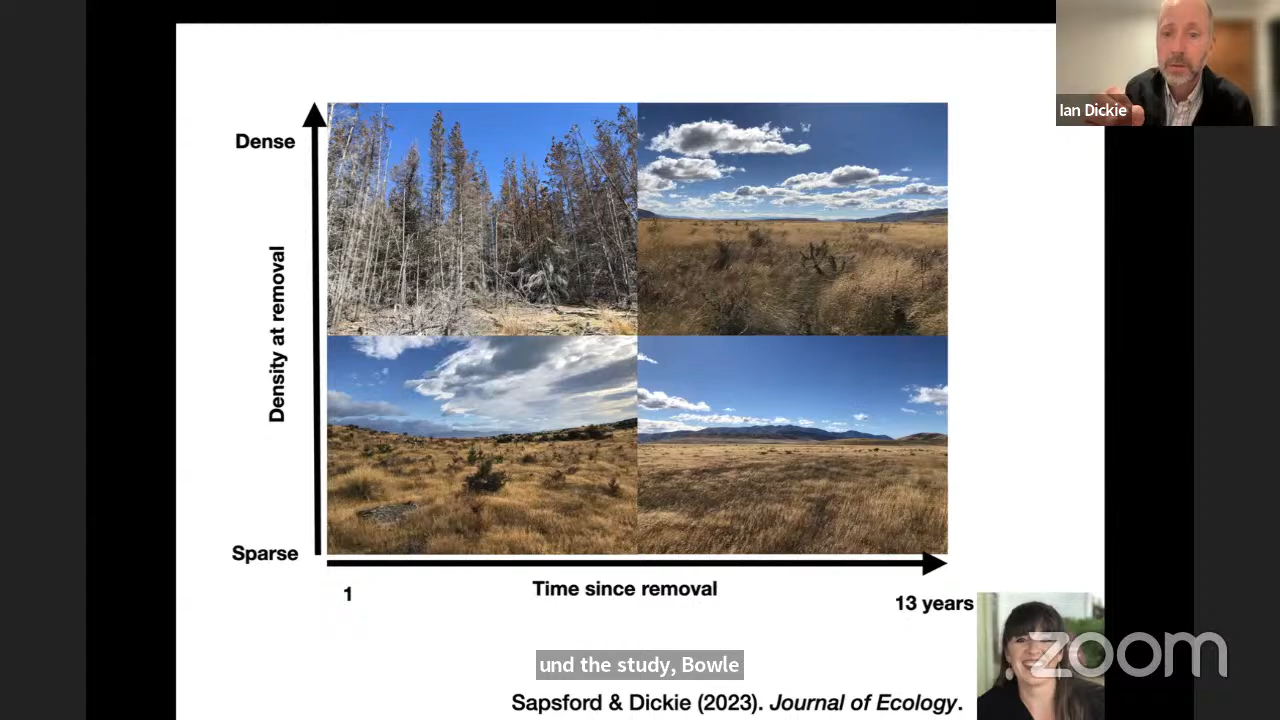 Ian Dickie
Dense
Density at removal
Sparse
1
Time since removal
13 years
und the study, Bowle
zoom
Sapsford & Dickie (2023). Journal of Ecology.